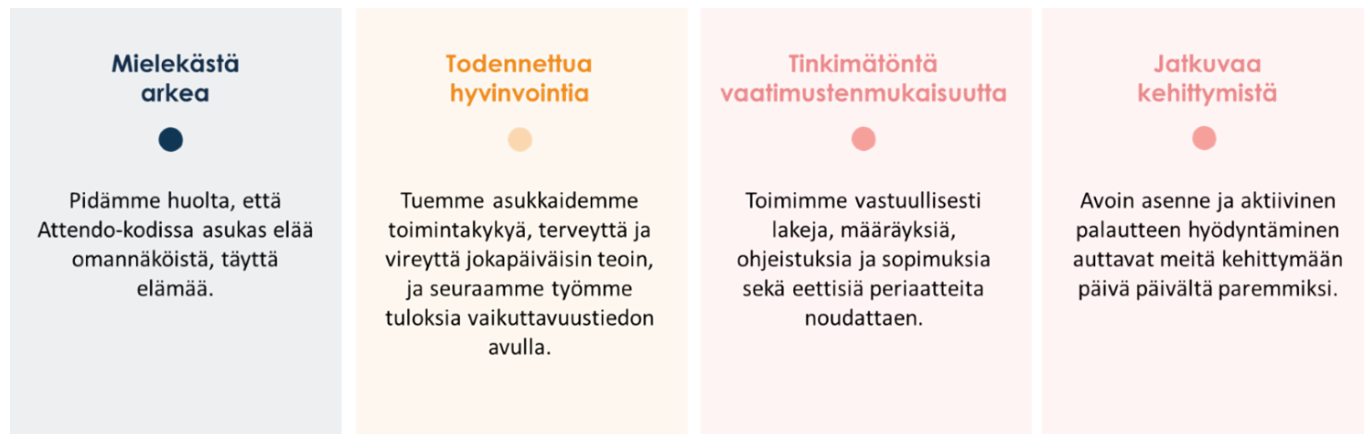 Mielekästä
arkea
Pidämme huolta, että
Attendo-kodissa asukas elää
omannäköistä, täyttä
elämää.
Todennettua
hyvinvointia
Tuemme asukkaidemme
toimintakykyä, terveyttä ja
vireyttä jokapäiväisin teoin,
ja seuraamme työmme
tuloksia vaikuttavuustiedon
avulla.
Tinkimätöntä
vaatimustenmukaisuutta
Toimimme vastuullisesti
lakeja, määräyksiä,
ohjeistuksia ja sopimuksia
sekä eettisiä periaatteita
noudattaen.
Jatkuvaa
kehittymistä
Avoin asenne ja aktiivinen
palautteen hyödyntäminen
auttavat meitä kehittymään
päivä päivältä paremmiksi.